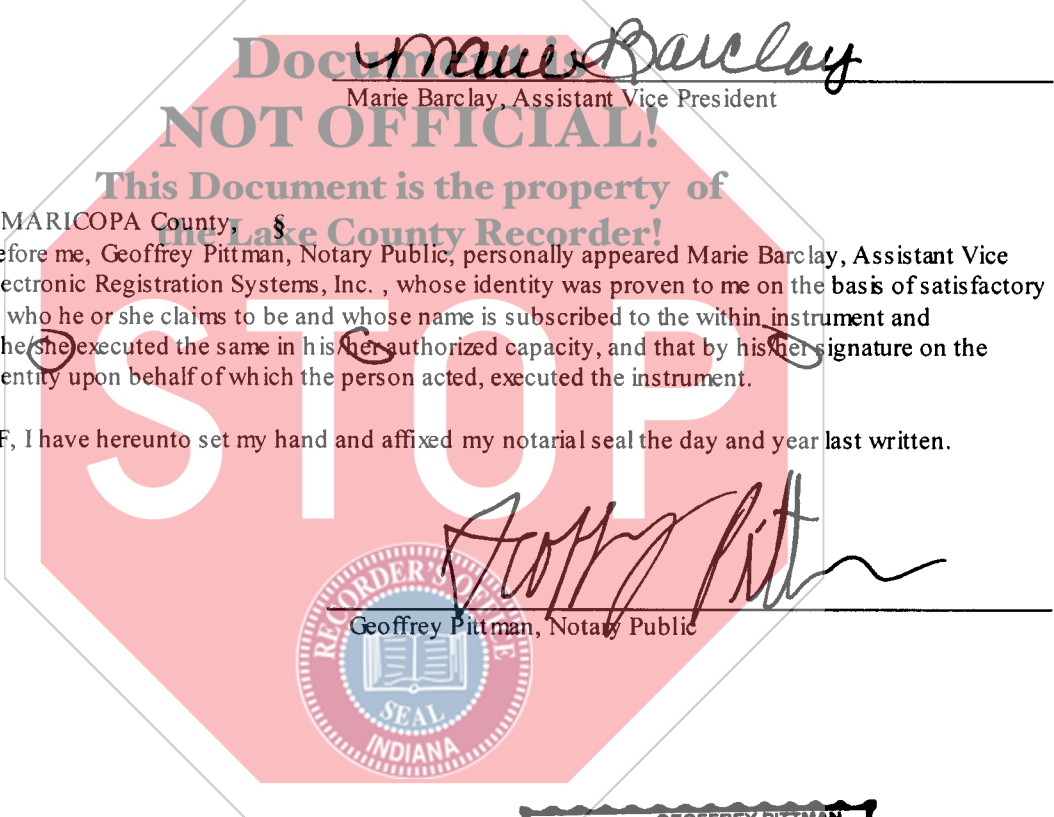 Marie Barclay
Document is
Marie Barclay, Assistant Vice President
NOT OFFICIAL!
This Document is the property of
MARICOPA County, §
the Lake County Recorder!
efore me, Geoffrey Pittman, Notary Public, personally appeared Marie Barclay, Assistant Vice
ectronic Registration Systems, Inc. , whose identity was proven to me on the basis of satisfactory
who he or she claims to be and whose name is subscribed to the within instrument and
he/she executed the same in his/her authorized capacity, and that by his/her signature on the
entity upon behalf of which the person acted, executed the instrument.
F, I have hereunto set my hand and affixed my notarial seal the day and year last written.
STOP
Geoffrey Pittman, Notary Public
RECORDER'S OFFICE
SEAL
INDIANA
GEOFFREY PITTMAN